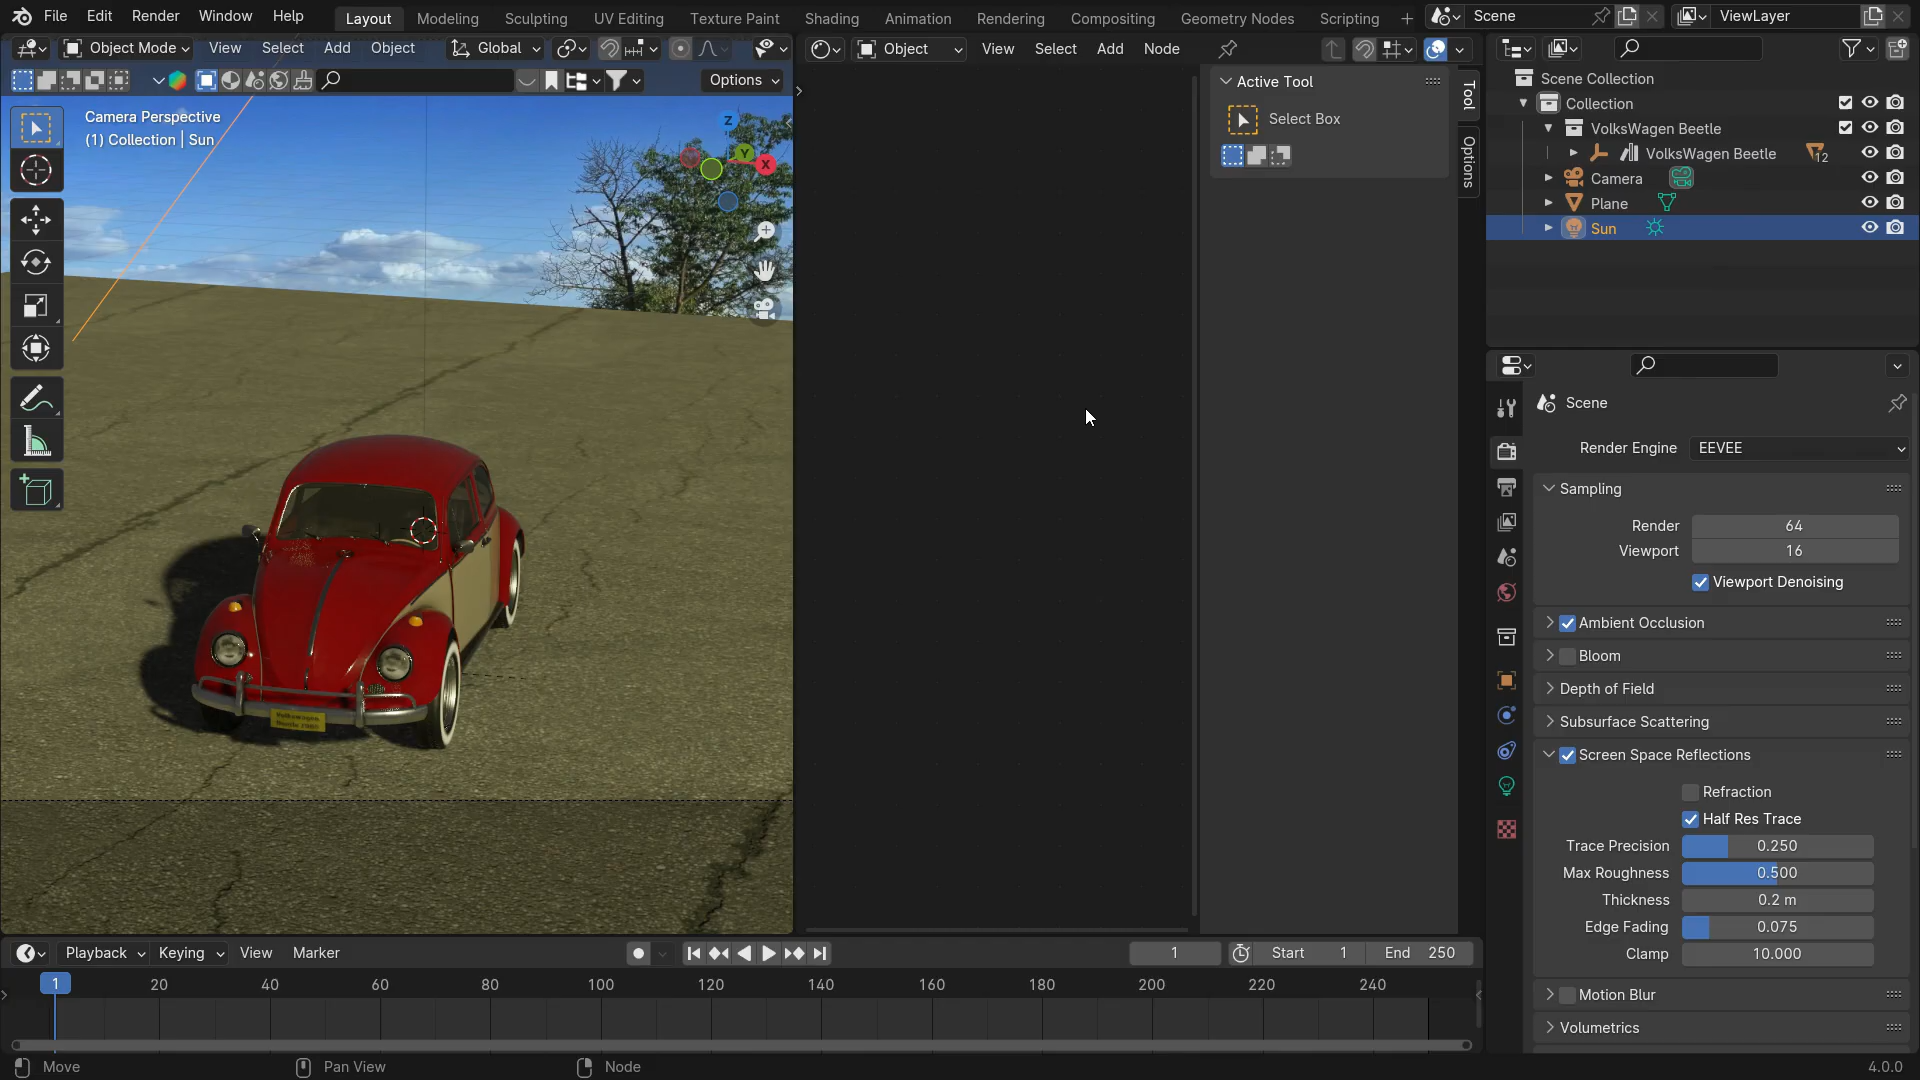 File Edit Render Window Help Layout Modeling Sculpting UV Editing Texture Paint Shading Animation Rendering Compositing Geometry Nodes Scripting + Scene ViewLayer
Object Mode View Select Add Object Global Object View Select Add Node
Options
Camera Perspective
(1) Collection | Sun
Z
Y
X
Active Tool
Select Box
Tool
Options
Scene Collection
Collection
VolksWagen Beetle
VolksWagen Beetle 12
Camera
Plane
Sun
Scene
Render Engine EEVEE
Sampling
Render 64
Viewport 16
Viewport Denoising
Ambient Occlusion
Bloom
Depth of Field
Subsurface Scattering
Screen Space Reflections
Refraction
Half Res Trace
Trace Precision 0.250
Max Roughness 0.500
Thickness 0.2 m
Edge Fading 0.075
Clamp 10.000
Motion Blur
Volumetrics
Volkswagen
Beetle
Playback Keying View Marker 1 Start 1 End 250
1 20 40 60 80 100 120 140 160 180 200 220 240
Move Pan View Node 4.0.0